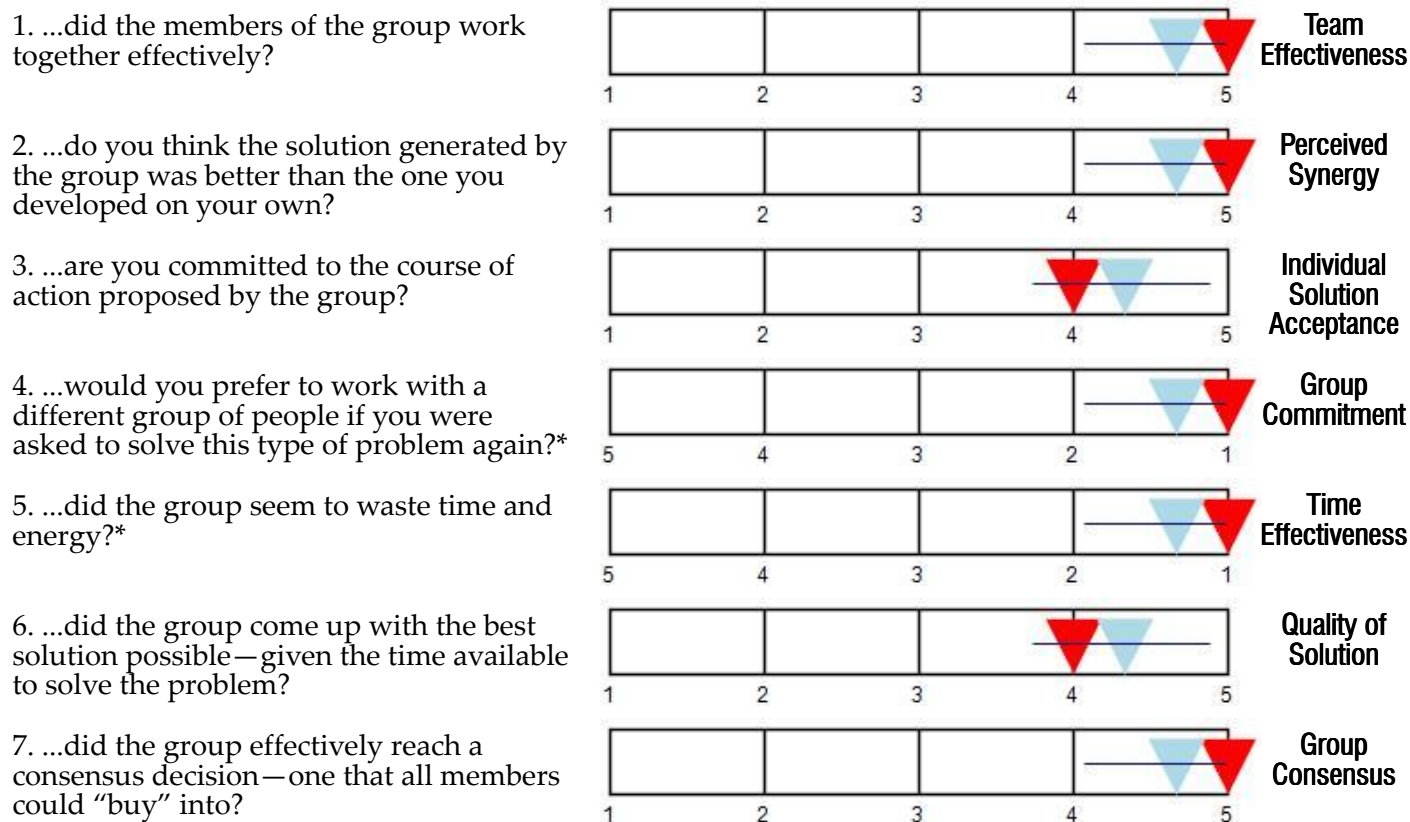 1. ...did the members of the group work
together effectively?
1 2 3 4 5
Team
Effectiveness
2. ...do you think the solution generated by
the group was better than the one you
developed on your own?
1 2 3 4 5
Perceived
Synergy
3. ...are you committed to the course of
action proposed by the group?
1 2 3 4 5
Individual
Solution
Acceptance
4. ...would you prefer to work with a
different group of people if you were
asked to solve this type of problem again?*
5 4 3 2 1
Group
Commitment
5. ...did the group seem to waste time and
energy?*
5 4 3 2 1
Time
Effectiveness
6. ...did the group come up with the best
solution possible—given the time available
to solve the problem?
1 2 3 4 5
Quality of
Solution
7. ...did the group effectively reach a
consensus decision—one that all members
could “buy” into?
1 2 3 4 5
Group
Consensus